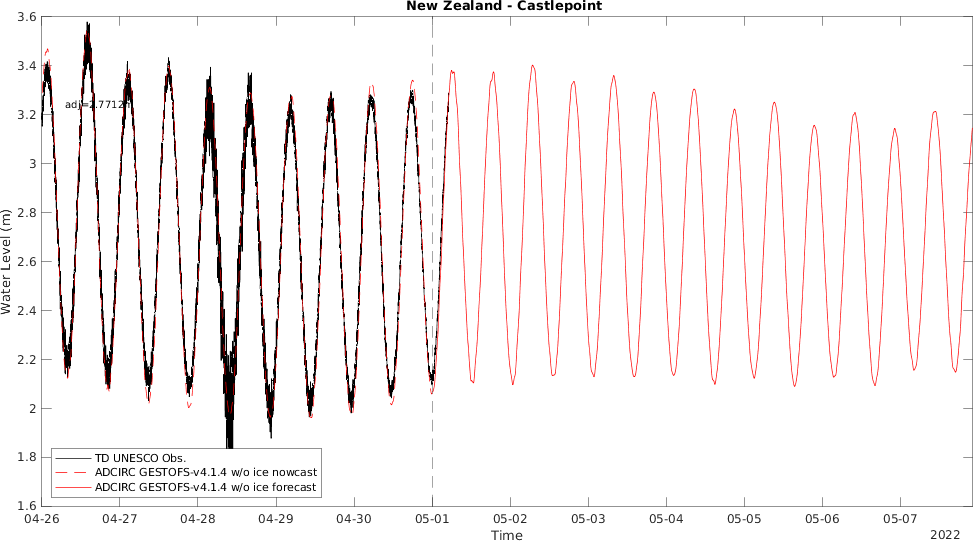 New Zealand - Castlepoint
3.6
3.4
3.2
3
2.8
2.6
2.4
2.2
2
1.8
1.6
Water Level (m)
TD UNESCO Obs.
ADCIRC GESTOFS-v4.1.4 w/o ice nowcast
ADCIRC GESTOFS-v4.1.4 w/o ice forecast
04-26 04-27 04-28 04-29 04-30 05-01 05-02 05-03 05-04 05-05 05-06 05-07
Time
2022